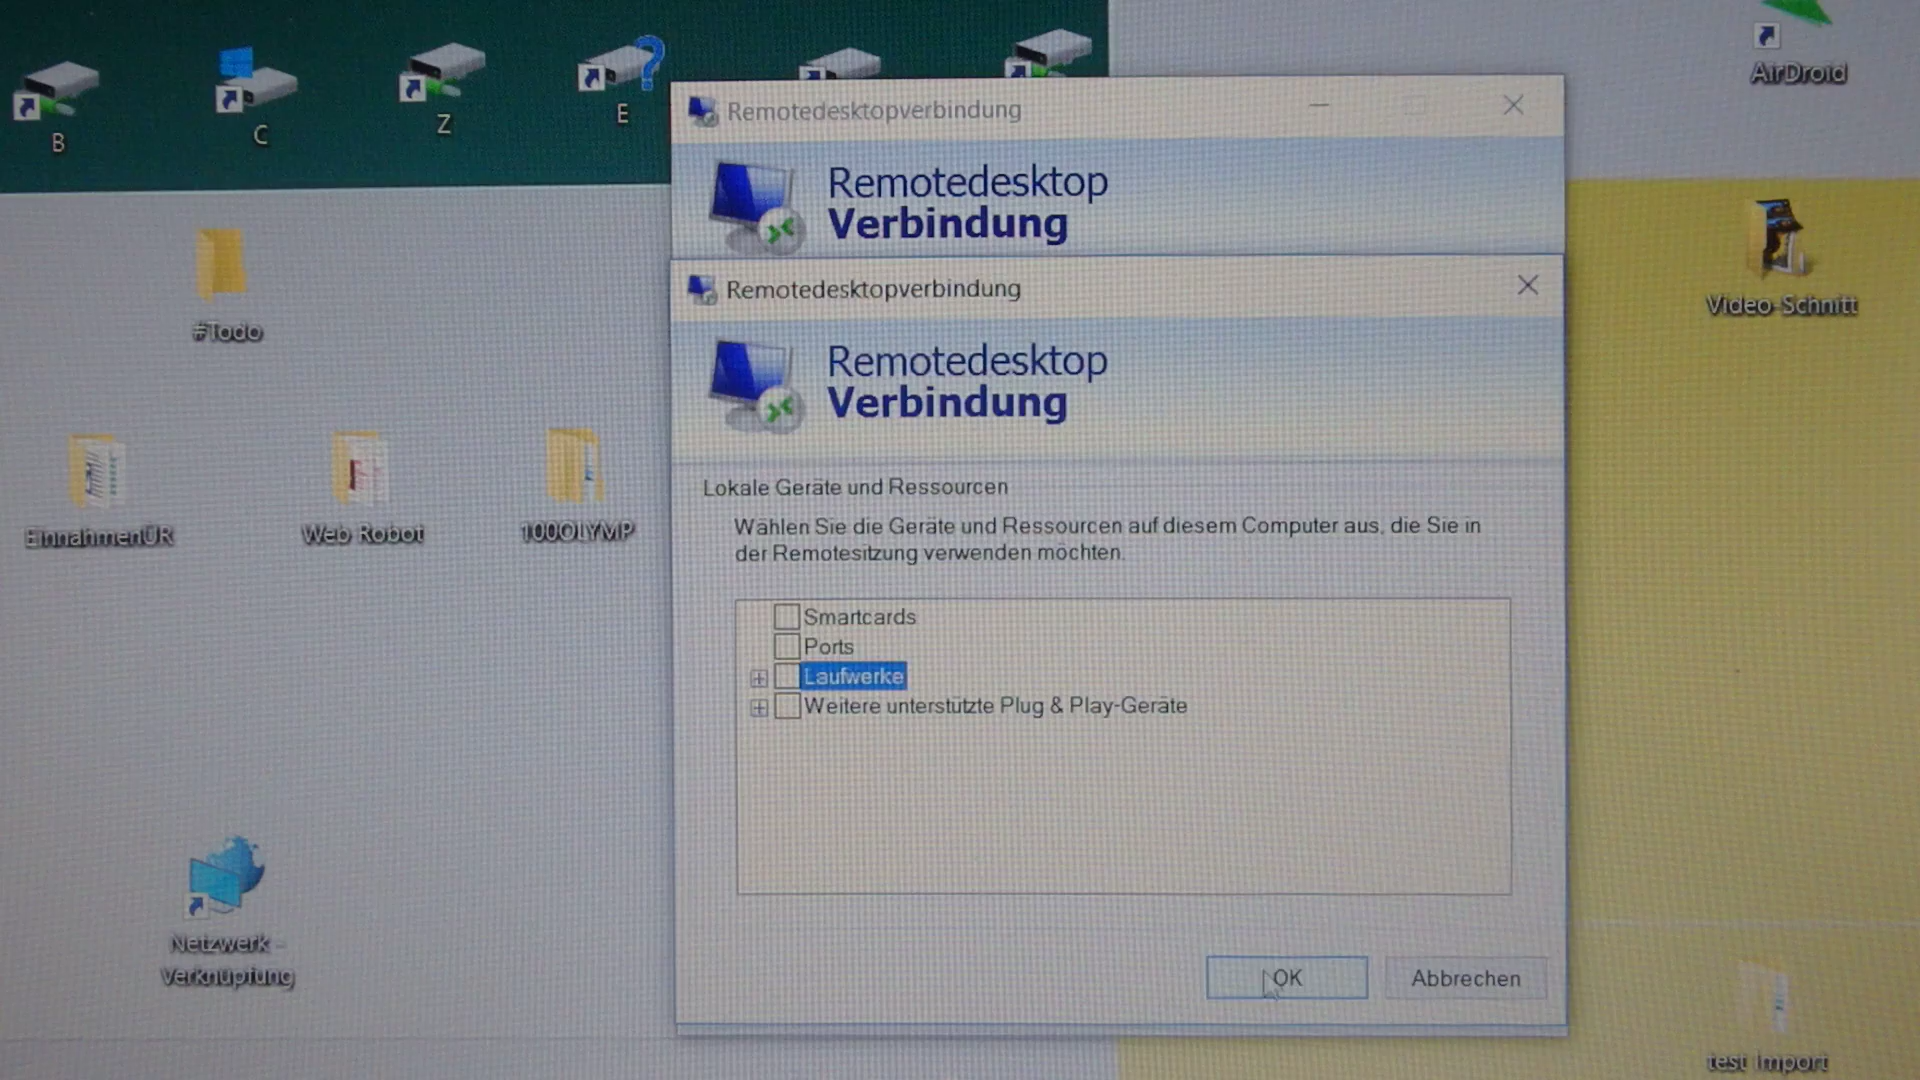 B
C
Z
E
AirDroid
#Todo
Video-Schnitt
EinnahmenÜR
Web Robot
100OLYMP
Netzwerk -
Verknüpfung
test Import
Remotedesktopverbindung
Remotedesktop
Verbindung
Remotedesktopverbindung
Remotedesktop
Verbindung
Lokale Geräte und Ressourcen
Wählen Sie die Geräte und Ressourcen auf diesem Computer aus, die Sie in
der Remotesitzung verwenden möchten.
Smartcards
Ports
Laufwerke
Weitere unterstützte Plug & Play-Geräte
OK
Abbrechen